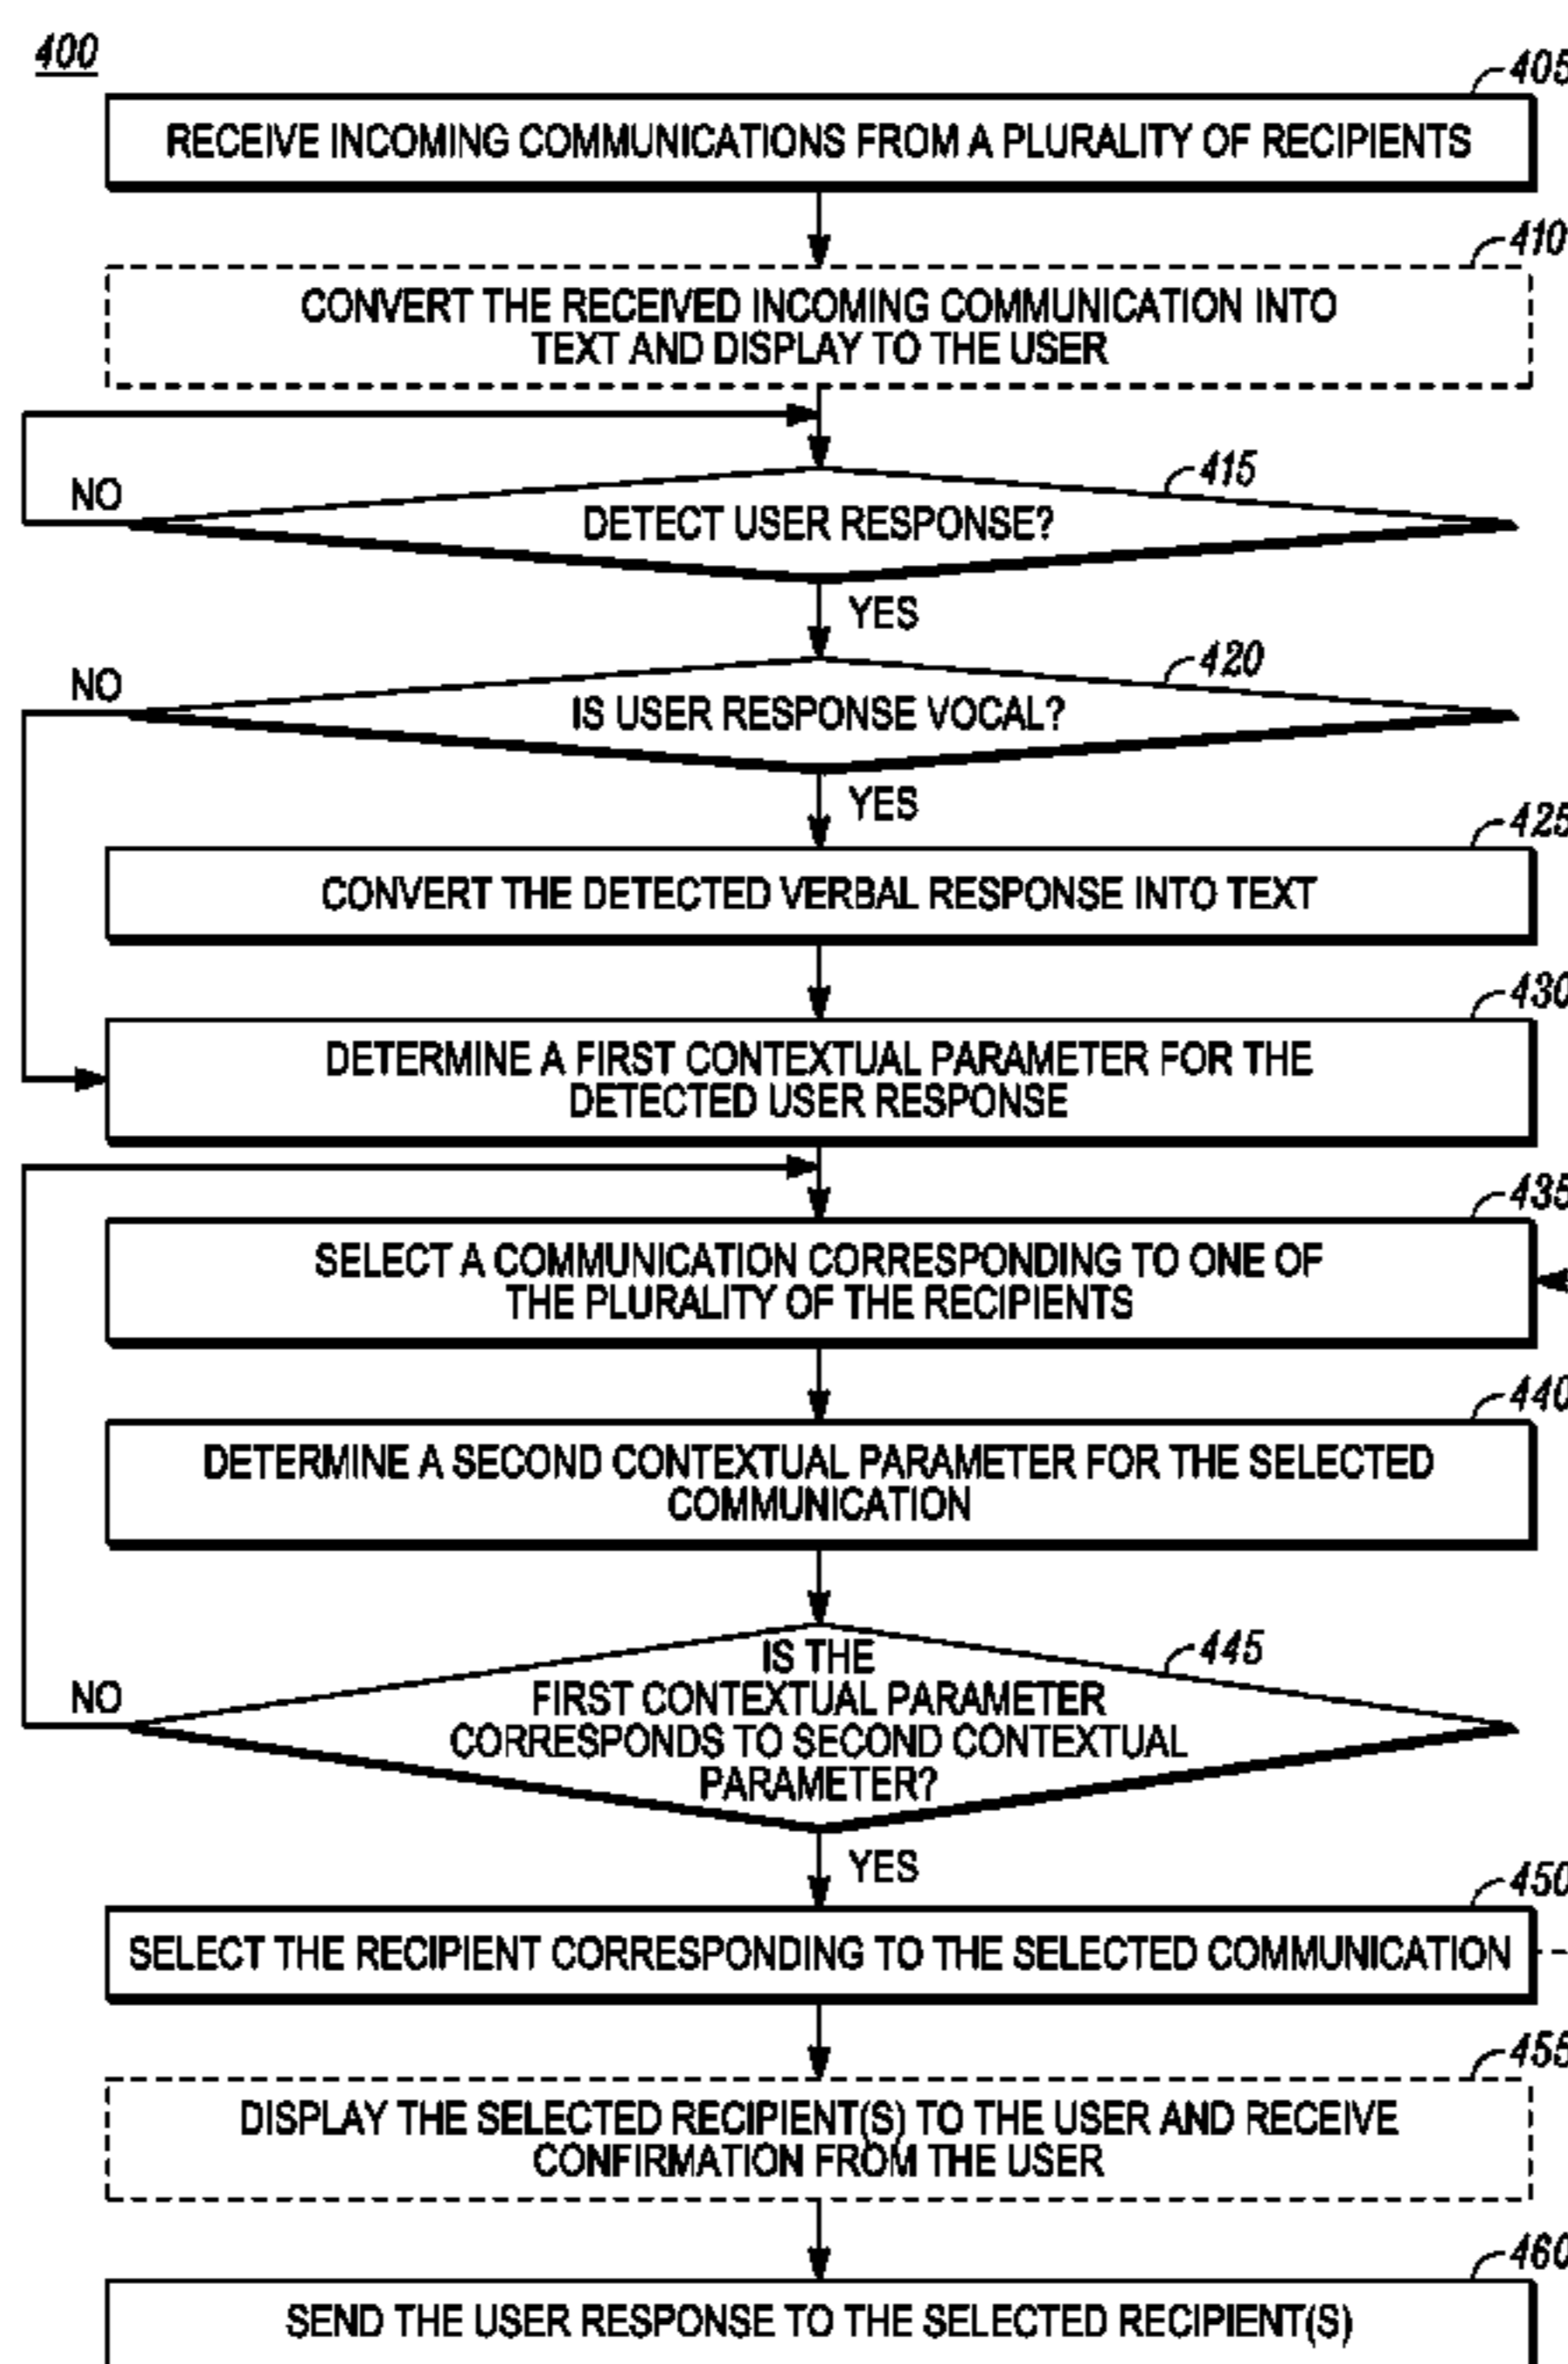 400
405
RECEIVE INCOMING COMMUNICATIONS FROM A PLURALITY OF RECIPIENTS
410
CONVERT THE RECEIVED INCOMING COMMUNICATION INTO
TEXT AND DISPLAY TO THE USER
415
NO
DETECT USER RESPONSE?
YES
420
NO
IS USER RESPONSE VOCAL?
YES
425
CONVERT THE DETECTED VERBAL RESPONSE INTO TEXT
430
DETERMINE A FIRST CONTEXTUAL PARAMETER FOR THE
DETECTED USER RESPONSE
435
SELECT A COMMUNICATION CORRESPONDING TO ONE OF
THE PLURALITY OF THE RECIPIENTS
440
DETERMINE A SECOND CONTEXTUAL PARAMETER FOR THE SELECTED
COMMUNICATION
445
NO
IS THE
FIRST CONTEXTUAL PARAMETER
CORRESPONDS TO SECOND CONTEXTUAL
PARAMETER?
YES
450
SELECT THE RECIPIENT CORRESPONDING TO THE SELECTED COMMUNICATION
455
DISPLAY THE SELECTED RECIPIENT(S) TO THE USER AND RECEIVE
CONFIRMATION FROM THE USER
460
SEND THE USER RESPONSE TO THE SELECTED RECIPIENT(S)